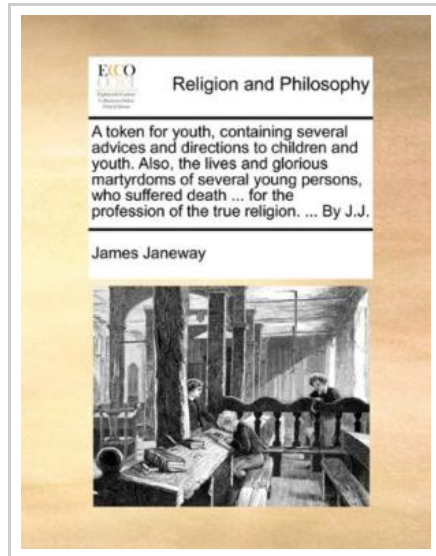 ECCO
Religion and Philosophy
A token for youth, containing several
advices and directions to children and
youth. Also, the lives and glorious
martyrdoms of several young persons,
who suffered death ... for the
profession of the true religion. ... By J.J.
James Janeway